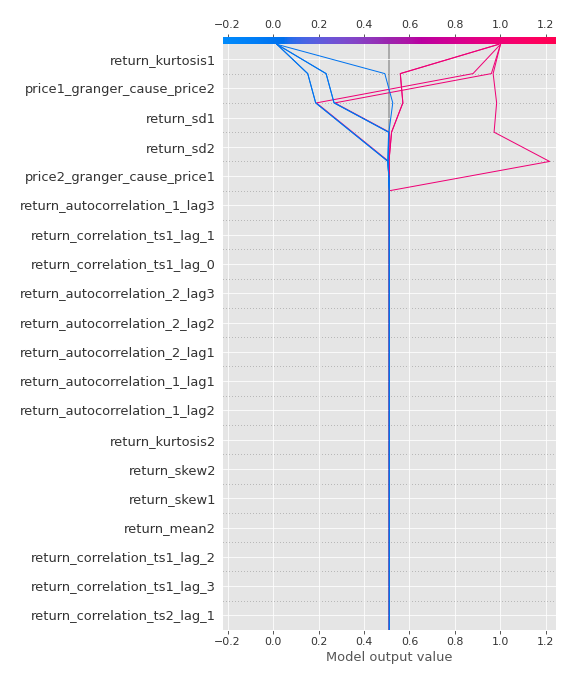 −0.2 0.0 0.2 0.4 0.6 0.8 1.0 1.2
return_kurtosis1
price1_granger_cause_price2
return_sd1
return_sd2
price2_granger_cause_price1
return_autocorrelation_1_lag3
return_correlation_ts1_lag_1
return_correlation_ts1_lag_0
return_autocorrelation_2_lag3
return_autocorrelation_2_lag2
return_autocorrelation_2_lag1
return_autocorrelation_1_lag1
return_autocorrelation_1_lag2
return_kurtosis2
return_skew2
return_skew1
return_mean2
return_correlation_ts1_lag_2
return_correlation_ts1_lag_3
return_correlation_ts2_lag_1
−0.2 0.0 0.2 0.4 0.6 0.8 1.0 1.2
Model output value